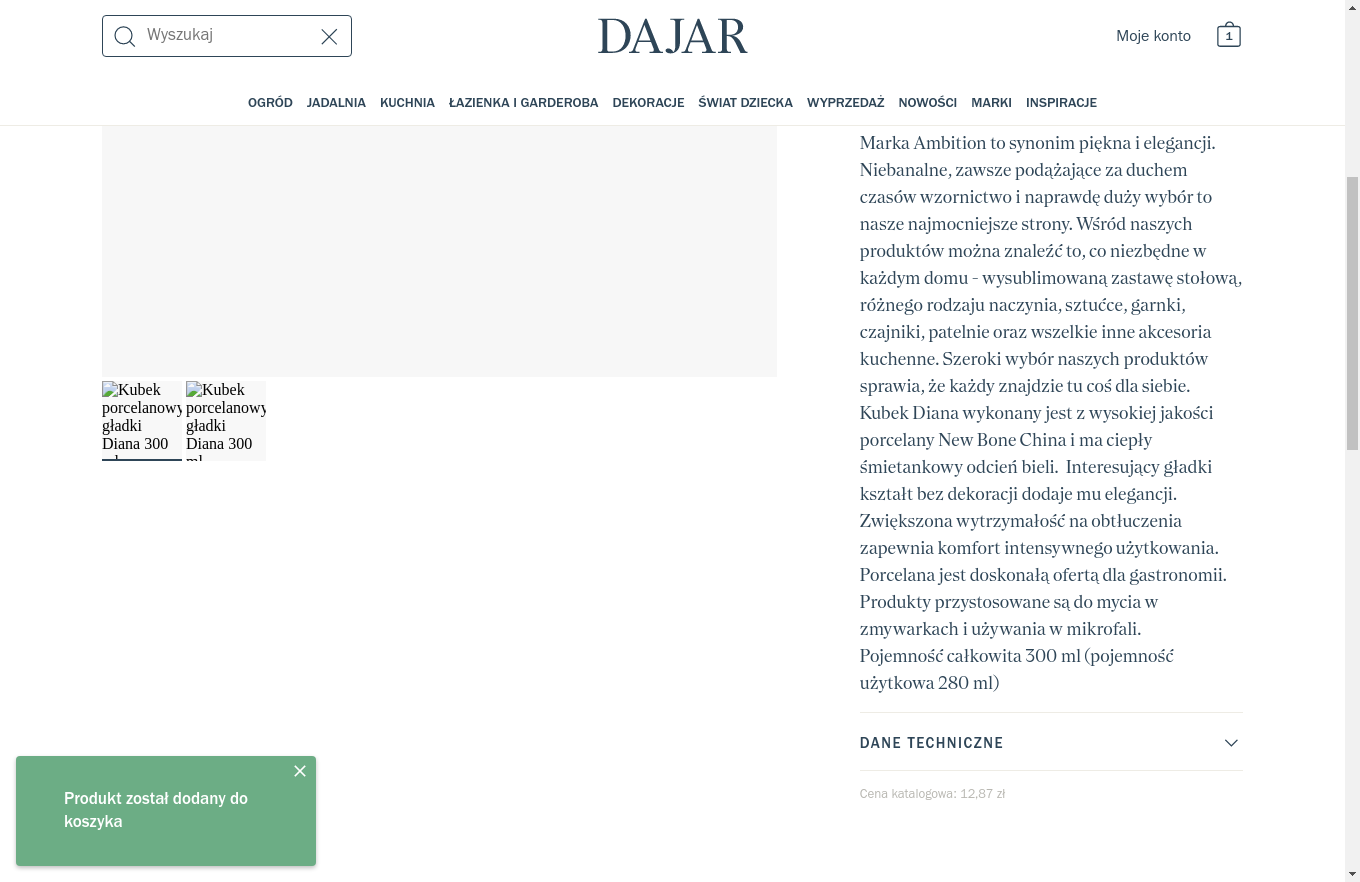 Wyszukaj
DAJAR
Moje konto
1
OGRÓD JADALNIA KUCHNIA ŁAZIENKA I GARDEROBA DEKORACJE ŚWIAT DZIECKA WYPRZEDAŻ NOWOŚCI MARKI INSPIRACJE
Marka Ambition to synonim piękna i elegancji.
Niebanalne, zawsze podążające za duchem
czasów wzornictwo i naprawdę duży wybór to
nasze najmocniejsze strony. Wśród naszych
produktów można znaleźć to, co niezbędne w
każdym domu - wysublimowaną zastawę stołową,
różnego rodzaju naczynia, sztućce, garnki,
czajniki, patelnie oraz wszelkie inne akcesoria
kuchenne. Szeroki wybór naszych produktów
sprawia, że każdy znajdzie tu coś dla siebie.
Kubek Diana wykonany jest z wysokiej jakości
porcelany New Bone China i ma ciepły
śmietankowy odcień bieli.  Interesujący gładki
kształt bez dekoracji dodaje mu elegancji.
Zwiększona wytrzymałość na obtłuczenia
zapewnia komfort intensywnego użytkowania.
Porcelana jest doskonałą ofertą dla gastronomii.
Produkty przystosowane są do mycia w
zmywarkach i używania w mikrofali.
Pojemność całkowita 300 ml (pojemność
użytkowa 280 ml)
DANE TECHNICZNE
Cena katalogowa: 12,87 zł
Kubek
porcelanowy
gładki
Diana 300
Kubek
porcelanowy
gładki
Diana 300
Produkt został dodany do
koszyka